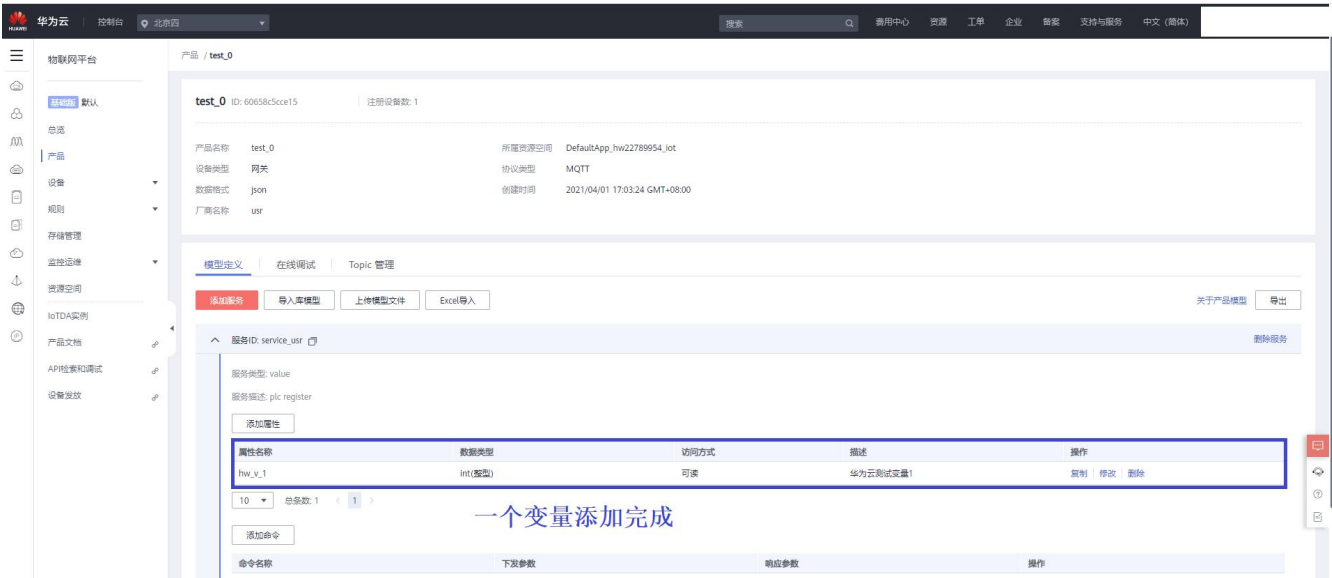 HUAWEI 华为云 控制台 北京四 搜索 费用中心 资源 工单 企业 备案 支持与服务 中文 (简体)
物联网平台
基础版 默认
总览
产品
设备
规则
存储管理
监控运维
资源空间
IoTDA实例
产品文档
API检索和调试
设备发放
产品 / test_0
test_0 ID: 60658c5cce15 注册设备数: 1
产品名称 test_0 所属资源空间 DefaultApp_hw22789954_iot
设备类型 网关 协议类型 MQTT
数据格式 json 创建时间 2021/04/01 17:03:24 GMT+08:00
厂商名称 usr
模型定义 在线调试 Topic 管理
添加服务 导入库模型 上传模型文件 Excel导入 关于产品模型 导出
服务ID: service_usr 删除服务
服务类型: value
服务描述: plc register
添加属性
属性名称 数据类型 访问方式 描述 操作
hw_v_1 int(整型) 可读 华为云测试变量1 复制 修改 删除
10 总条数: 1 < 1 >
一个变量添加完成
添加命令
命令名称 下发参数 响应参数 操作